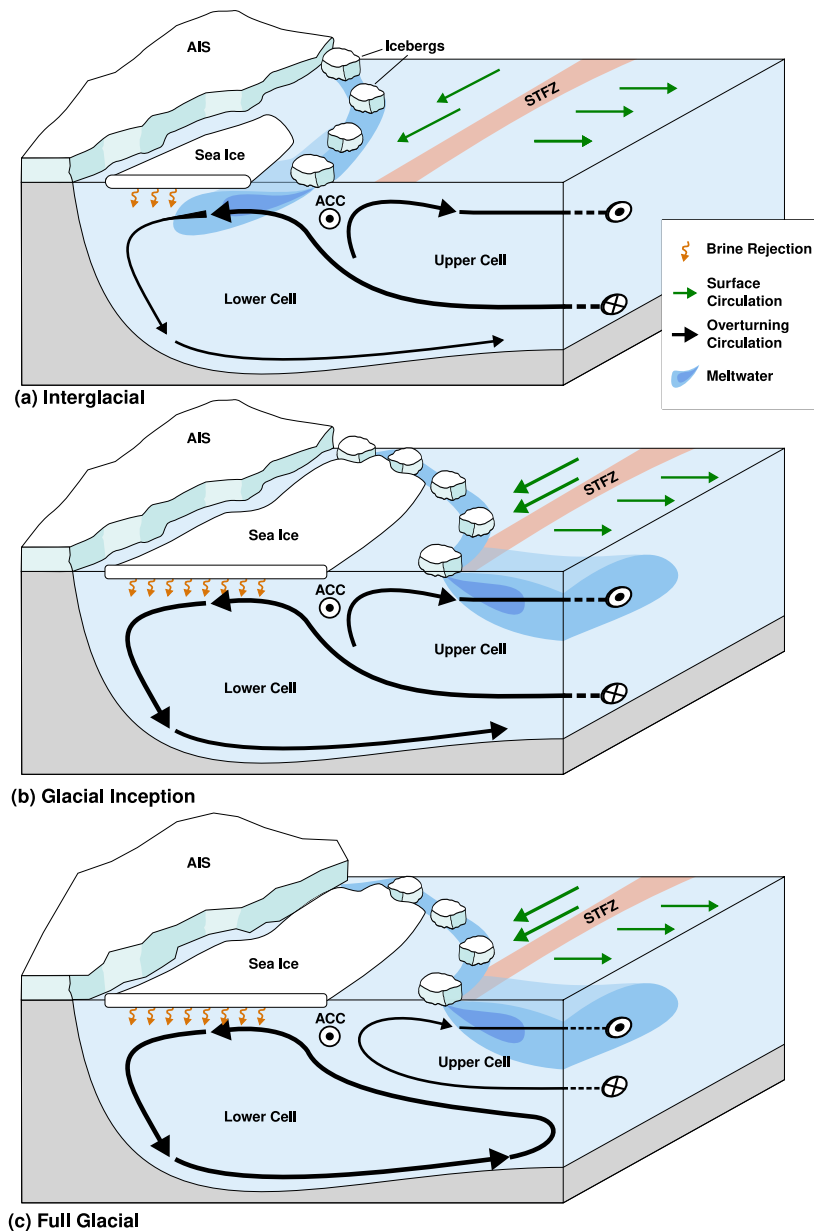 AIS
Icebergs
STFZ
Sea Ice
ACC
Upper Cell
Lower Cell
Brine Rejection
Surface
Circulation
Overturning
Circulation
Meltwater
(a) Interglacial
AIS
STFZ
Sea Ice
ACC
Upper Cell
Lower Cell
(b) Glacial Inception
AIS
STFZ
Sea Ice
ACC
Upper Cell
Lower Cell
(c) Full Glacial